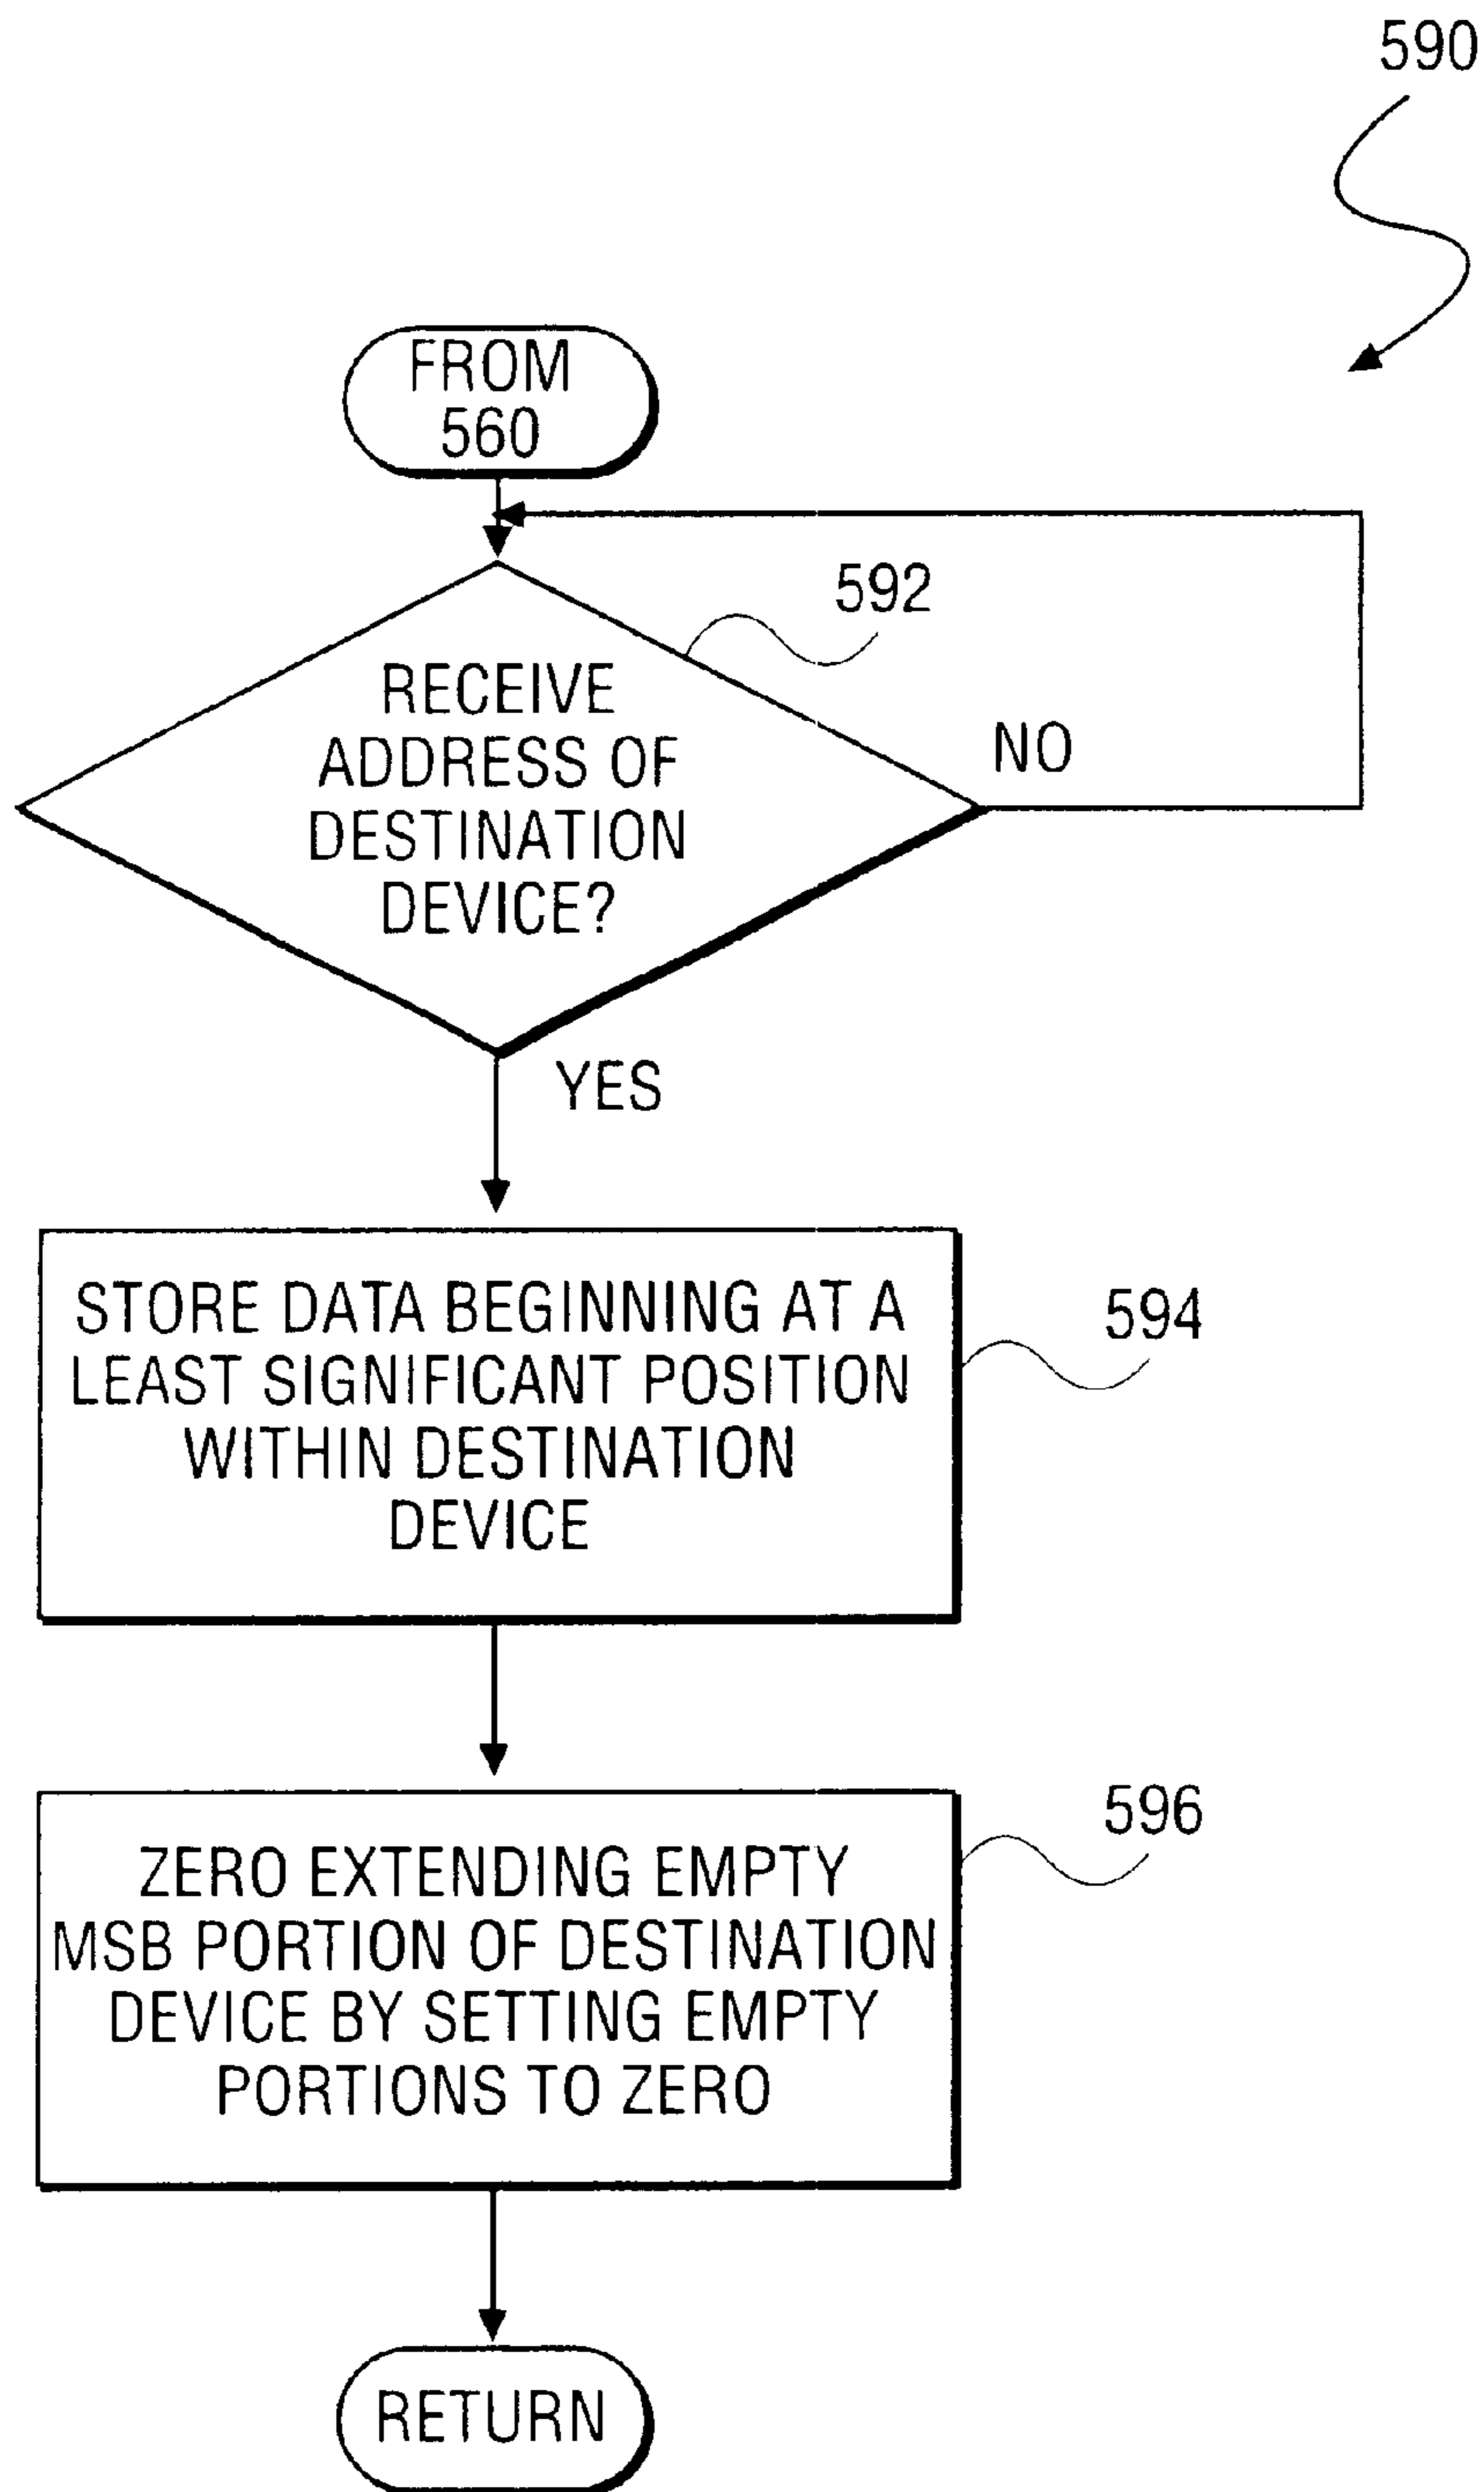 590
FROM
560
592
RECEIVE
ADDRESS OF
DESTINATION
DEVICE?
NO
YES
STORE DATA BEGINNING AT A
LEAST SIGNIFICANT POSITION
WITHIN DESTINATION
DEVICE
594
ZERO EXTENDING EMPTY
MSB PORTION OF DESTINATION
DEVICE BY SETTING EMPTY
PORTIONS TO ZERO
596
RETURN